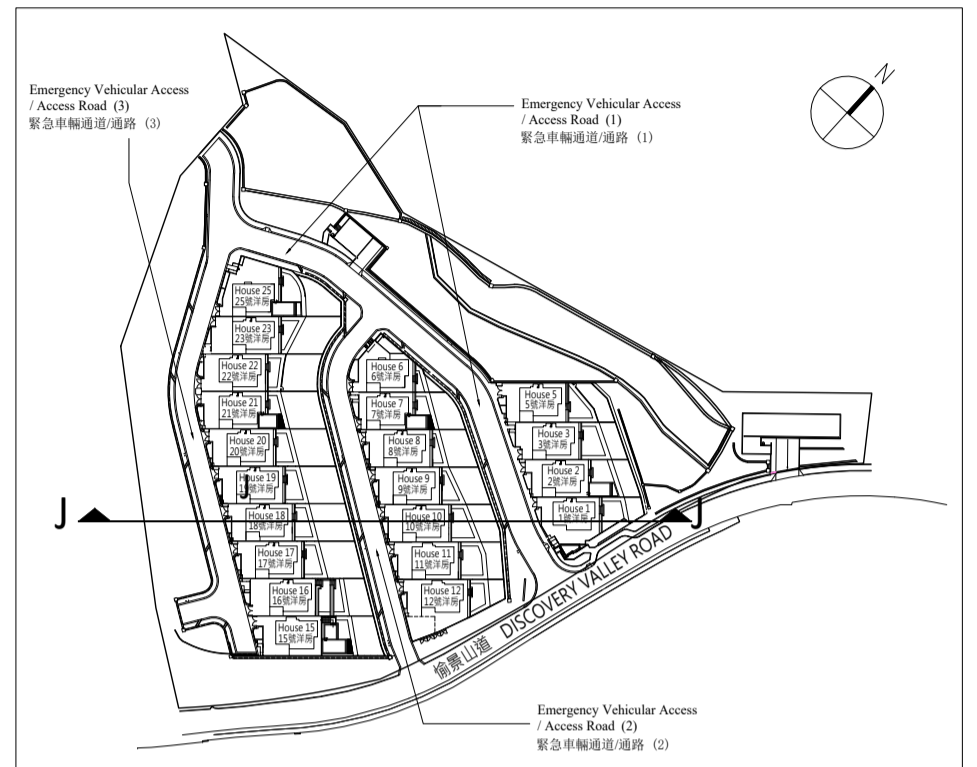 Emergency Vehicular Access
/ Access Road (3)
緊急車輛通道/通路 (3)
Emergency Vehicular Access
/ Access Road (1)
緊急車輛通道/通路 (1)
N
House 25
25號洋房
House 23
23號洋房
House 22
22號洋房
House 21
21號洋房
House 20
20號洋房
House 19
19號洋房
J
House 18
18號洋房
House 17
17號洋房
House 16
16號洋房
House 15
15號洋房
House 6
6號洋房
House 7
7號洋房
House 8
8號洋房
House 9
9號洋房
House 10
10號洋房
House 11
11號洋房
House 12
12號洋房
House 5
5號洋房
House 3
3號洋房
House 2
2號洋房
House 1
1號洋房
J
J
愉景山道 DISCOVERY VALLEY ROAD
Emergency Vehicular Access
/ Access Road (2)
緊急車輛通道/通路 (2)